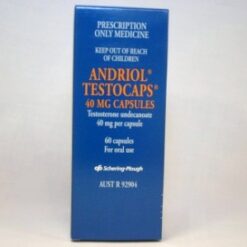 PRESCRIPTION
ONLY MEDICINE
KEEP OUT OF REACH
OF CHILDREN
ANDRIOL®
TESTOCAPS®
40 MG CAPSULES
Testosterone undecanoate
40 mg per capsule
60 capsules
For oral use
Schering-Plough
AUST R 92904